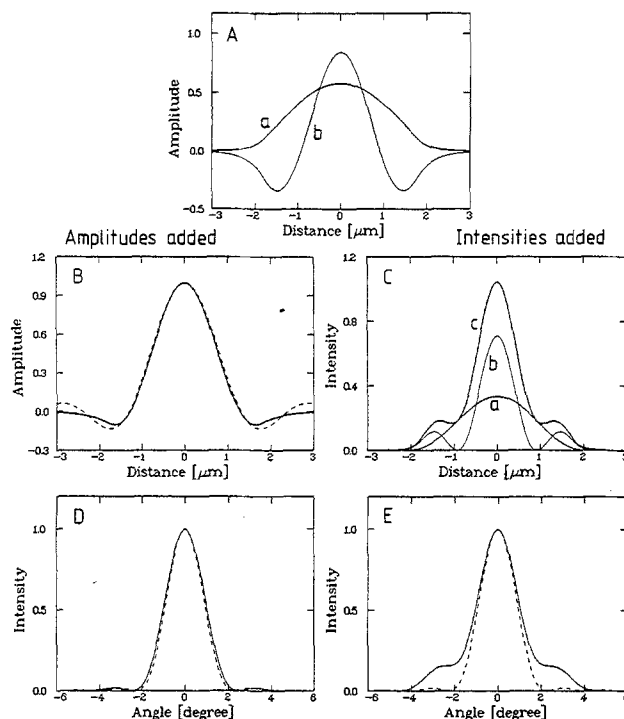 A
1.0
0.5
0.0
-0.5
Amplitude
a
b
-3 -2 -1 0 1 2 3
Distance [μm]
Amplitudes added
Intensities added
B
1.2
0.9
0.6
0.3
0.0
-0.3
Amplitude
-3 -2 -1 0 1 2 3
Distance [μm]
C
1.2
0.8
0.4
0.0
Intensity
c
b
a
-3 -2 -1 0 1 2 3
Distance [μm]
D
1.0
0.5
0.0
Intensity
-6 -4 -2 0 2 4 6
Angle [degree]
E
1.0
0.5
0.0
Intensity
-6 -4 -2 0 2 4 6
Angle [degree]